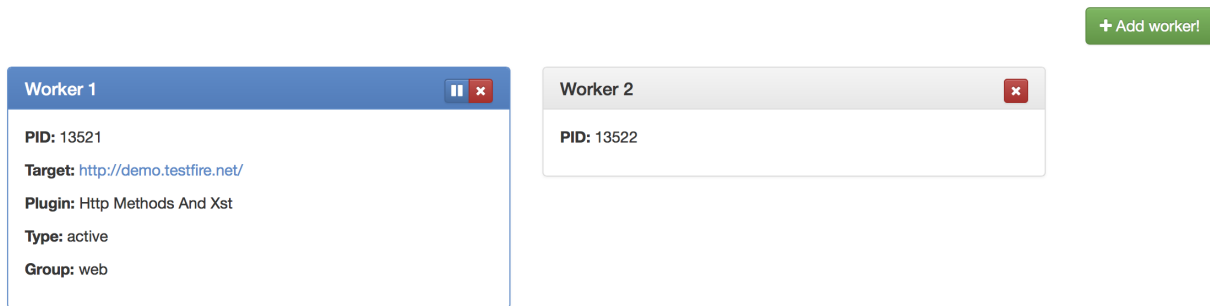 + Add worker!
Worker 1
PID: 13521
Target: http://demo.testfire.net/
Plugin: Http Methods And Xst
Type: active
Group: web
Worker 2
PID: 13522